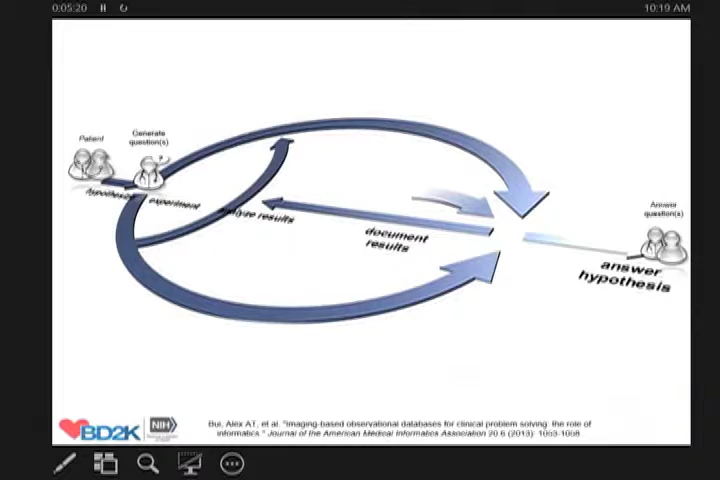 0:05:20
10:19 AM
Patient
Generate
question(s)
hypothesize
experiment
analyze results
document
results
Answer
question(s)
answer
hypothesis
BD2K
NIH
Bui, Alex AT, et al. "Imaging-based observational databases for clinical problem solving: the role of
informatics." Journal of the American Medical Informatics Association 20.6 (2013): 1053-1058.